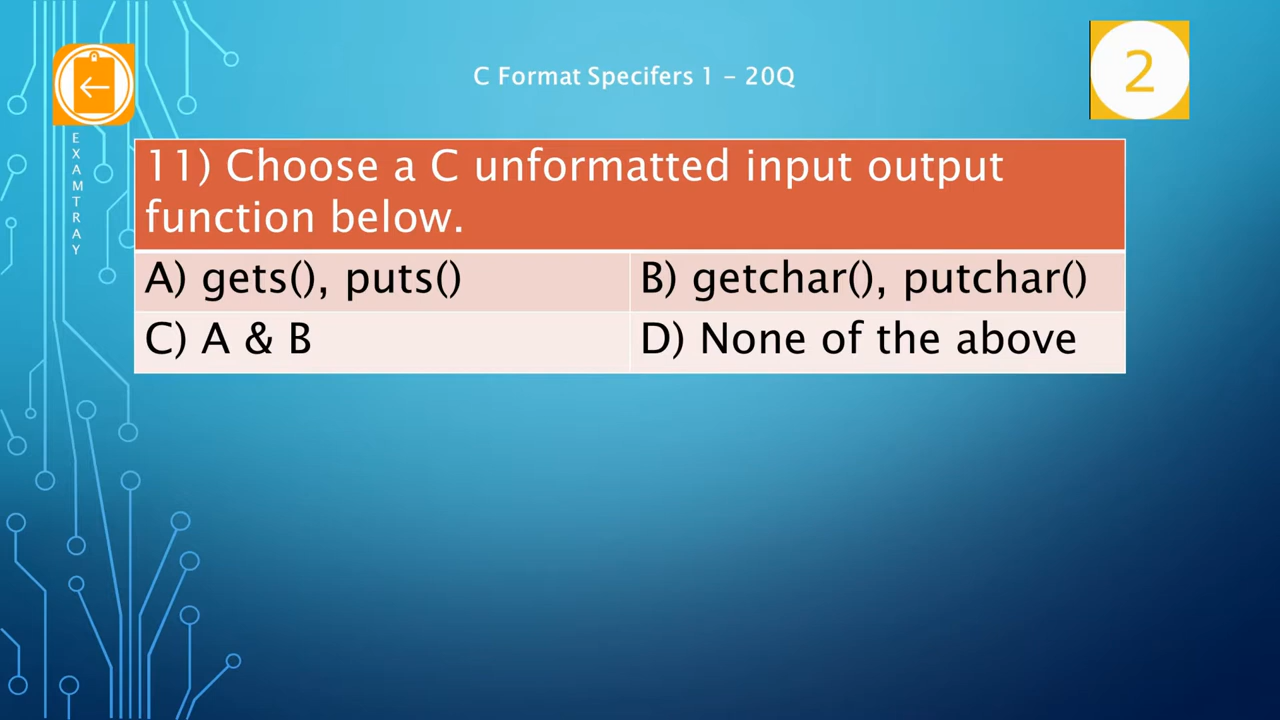 C Format Specifers 1 - 20Q
2
EXAMTRAY
11) Choose a C unformatted input output
function below.
A) gets(), puts()
B) getchar(), putchar()
C) A & B
D) None of the above